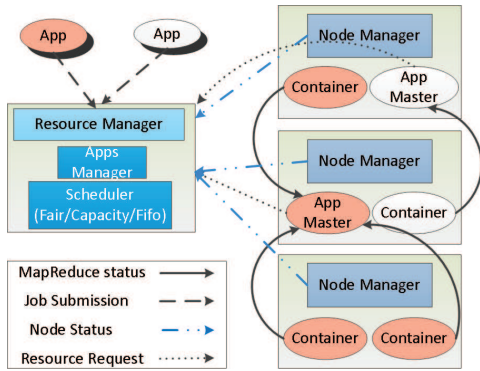 App
App
Resource Manager
Apps
Manager
Scheduler
(Fair/Capacity/Fifo)
Node Manager
Container
App
Master
Node Manager
App
Master
Container
Node Manager
Container
Container
MapReduce status
Job Submission
Node Status
Resource Request